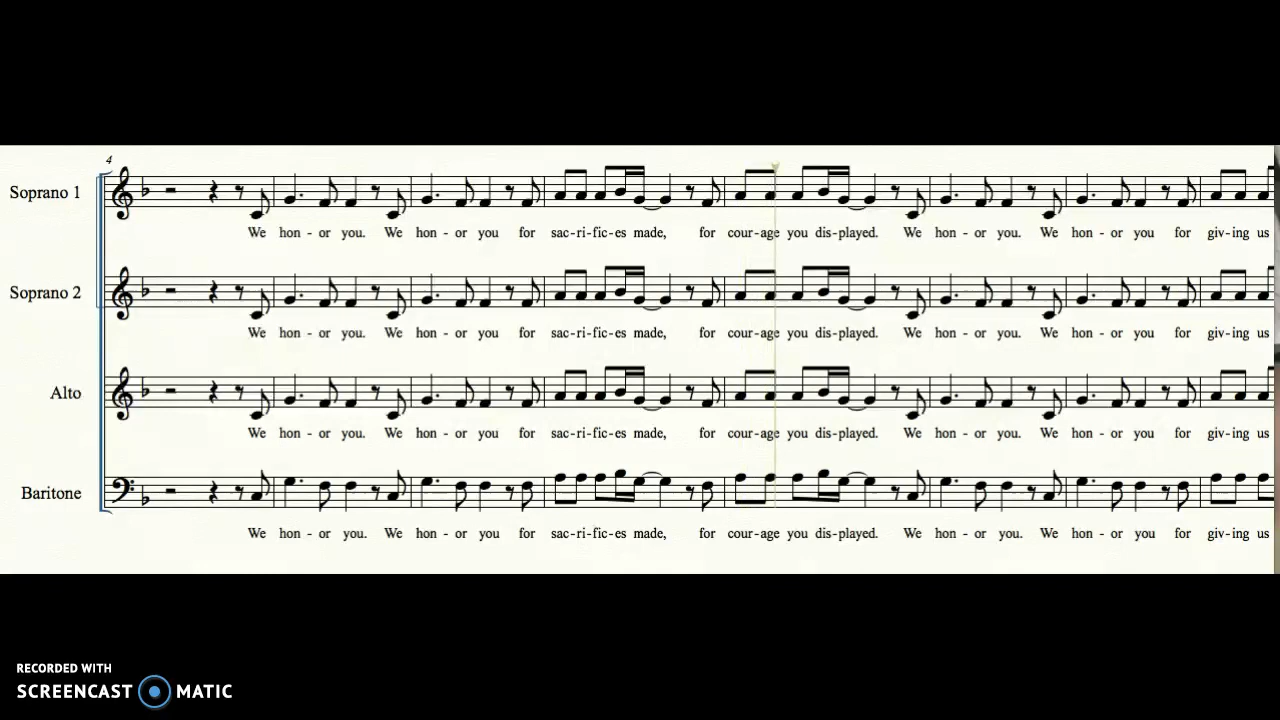 4
Soprano 1
We hon - or you. We hon - or you for sac-ri-fic-es made, for cour-age you dis-played. We hon - or you. We hon - or you for giv-ing us
Soprano 2
We hon - or you. We hon - or you for sac-ri-fic-es made, for cour-age you dis-played. We hon - or you. We hon - or you for giv-ing us
Alto
We hon - or you. We hon - or you for sac-ri-fic-es made, for cour-age you dis-played. We hon - or you. We hon - or you for giv-ing us
Baritone
We hon - or you. We hon - or you for sac-ri-fic-es made, for cour-age you dis-played. We hon - or you. We hon - or you for giv-ing us
RECORDED WITH
SCREENCAST MATIC